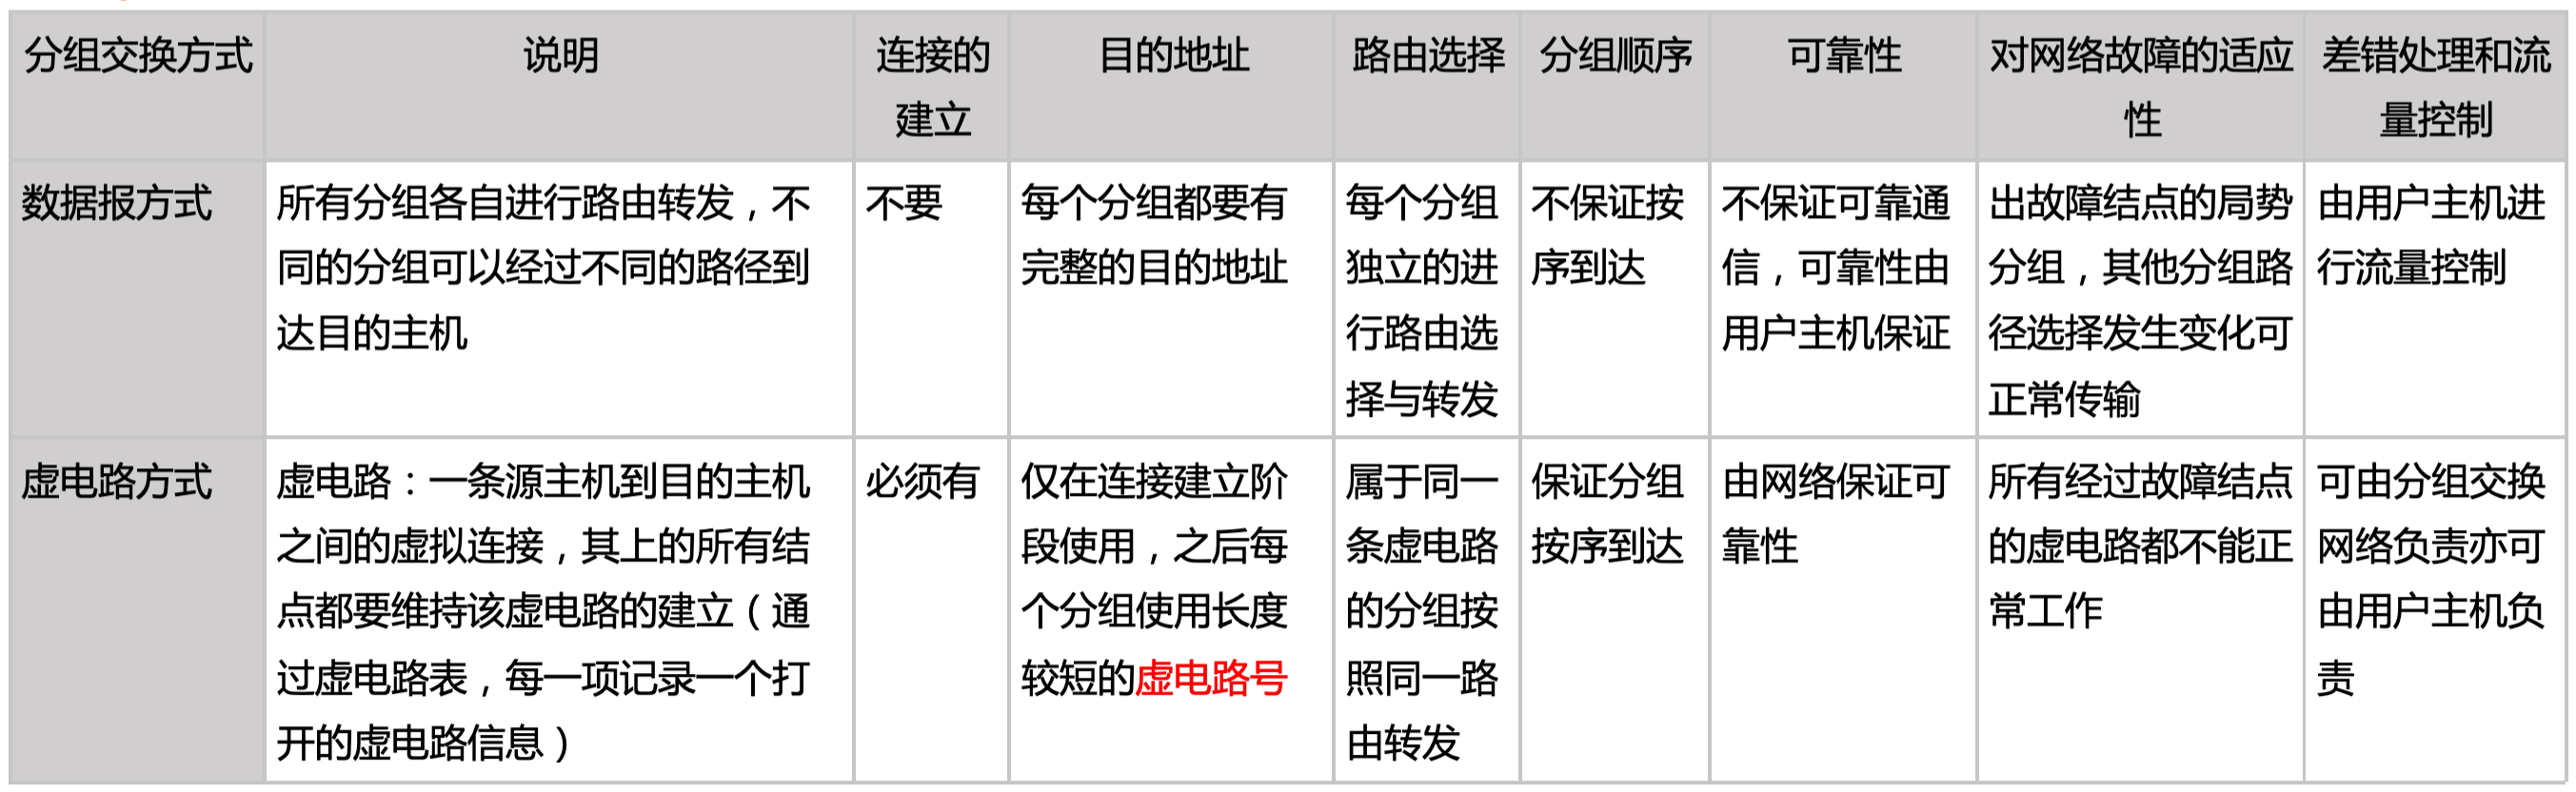 分组交换方式
说明
连接的
建立
目的地址
路由选择
分组顺序
可靠性
对网络故障的适应
性
差错处理和流
量控制
数据报方式
所有分组各自进行路由转发，不
同的分组可以经过不同的路径到
达目的主机
不要
每个分组都要有
完整的目的地址
每个分组
独立的进
行路由选
择与转发
不保证按
序到达
不保证可靠通
信，可靠性由
用户主机保证
出故障结点的局势
分组，其他分组路
径选择发生变化可
正常传输
由用户主机进
行流量控制
虚电路方式
虚电路：一条源主机到目的主机
之间的虚拟连接，其上的所有结
点都要维持该虚电路的建立（通
过虚电路表，每一项记录一个打
开的虚电路信息）
必须有
仅在连接建立阶
段使用，之后每
个分组使用长度
较短的虚电路号
属于同一
条虚电路
的分组按
照同一路
由转发
保证分组
按序到达
由网络保证可
靠性
所有经过故障结点
的虚电路都不能正
常工作
可由分组交换
网络负责亦可
由用户主机负
责